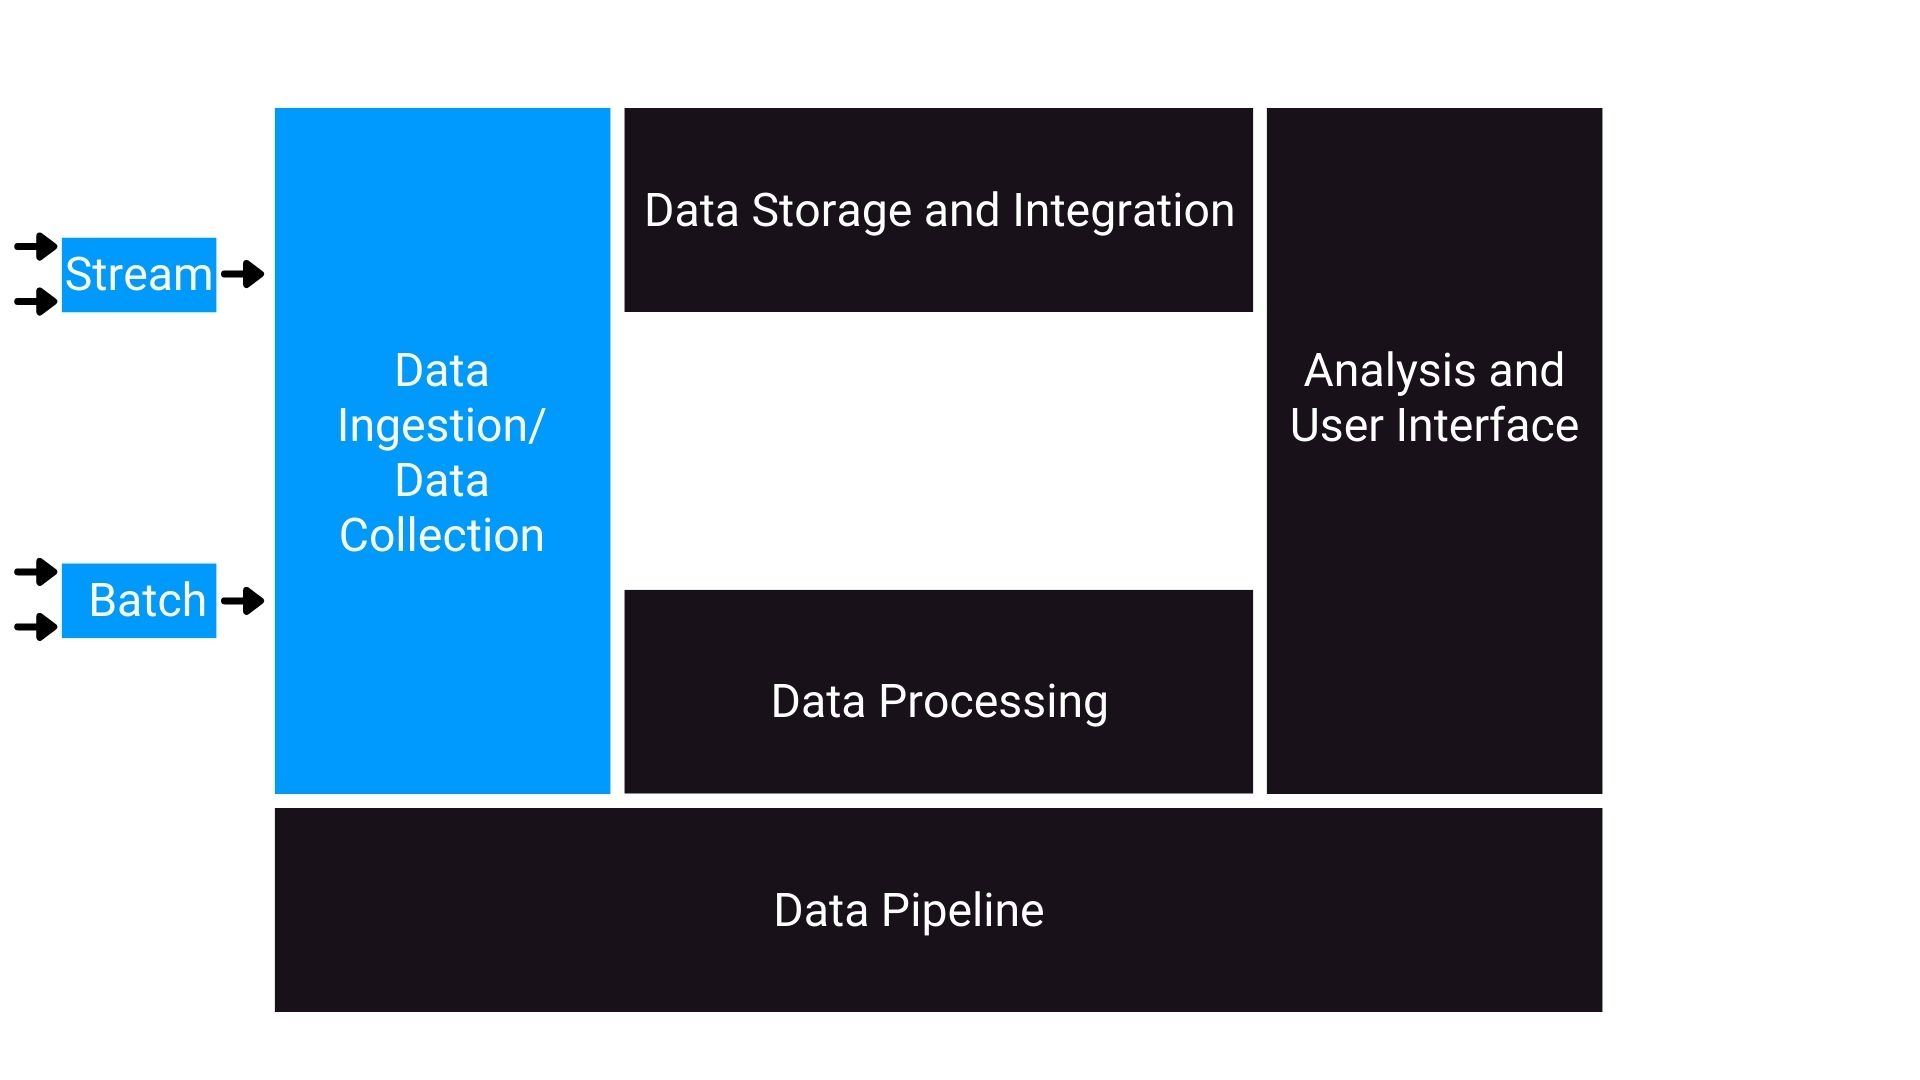 Stream
Batch
Data
Ingestion/
Data
Collection
Data Storage and Integration
Data Processing
Analysis and
User Interface
Data Pipeline